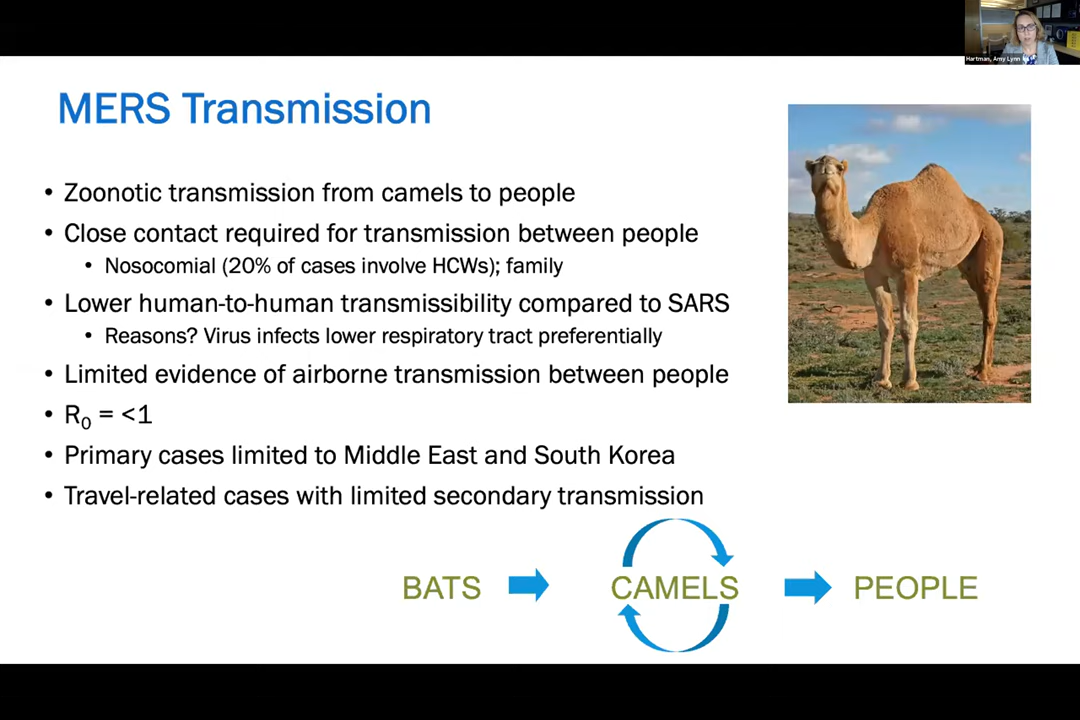 Hartman, Amy Lynn
MERS Transmission
• Zoonotic transmission from camels to people
• Close contact required for transmission between people
• Nosocomial (20% of cases involve HCWs); family
• Lower human-to-human transmissibility compared to SARS
• Reasons? Virus infects lower respiratory tract preferentially
• Limited evidence of airborne transmission between people
• R₀ = <1
• Primary cases limited to Middle East and South Korea
• Travel-related cases with limited secondary transmission
BATS CAMELS PEOPLE